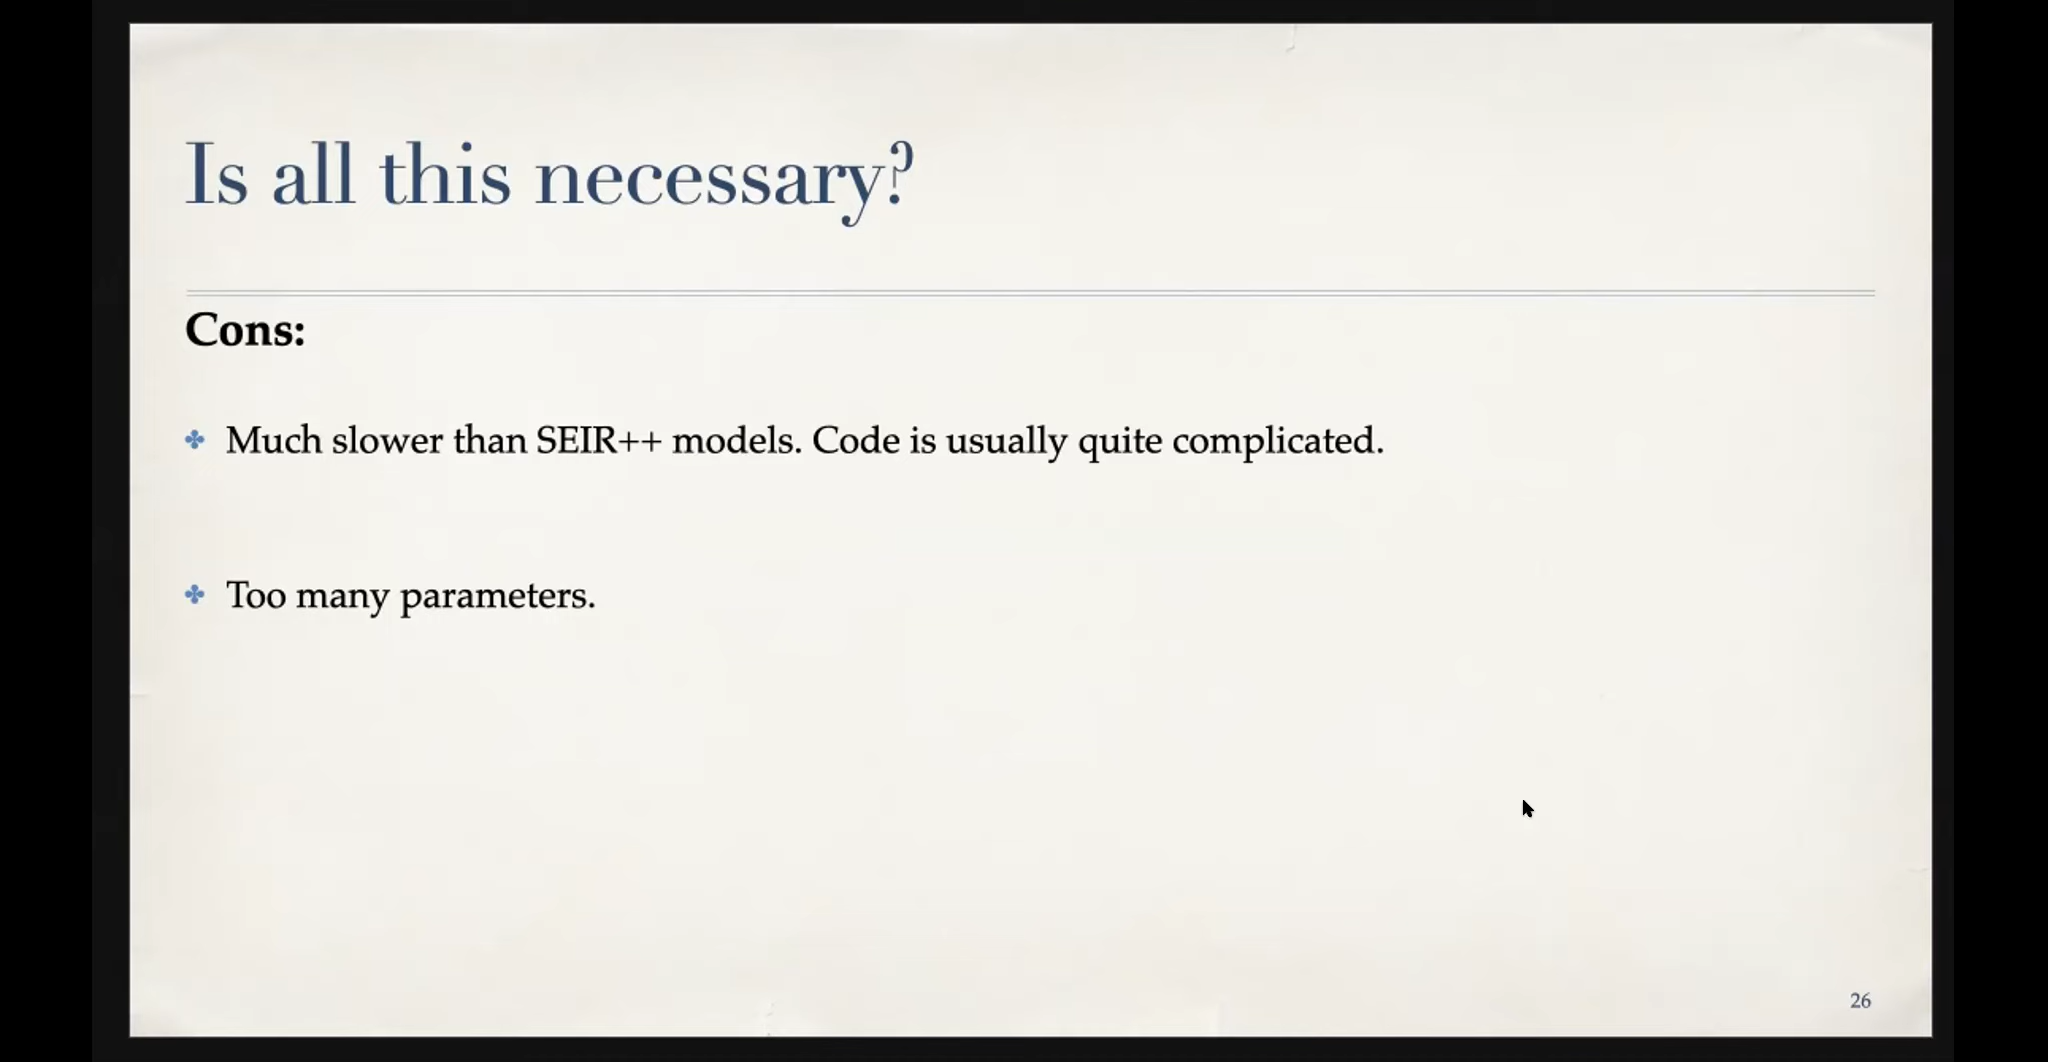 Is all this necessary?
Cons:
Much slower than SEIR++ models. Code is usually quite complicated.
Too many parameters.
26